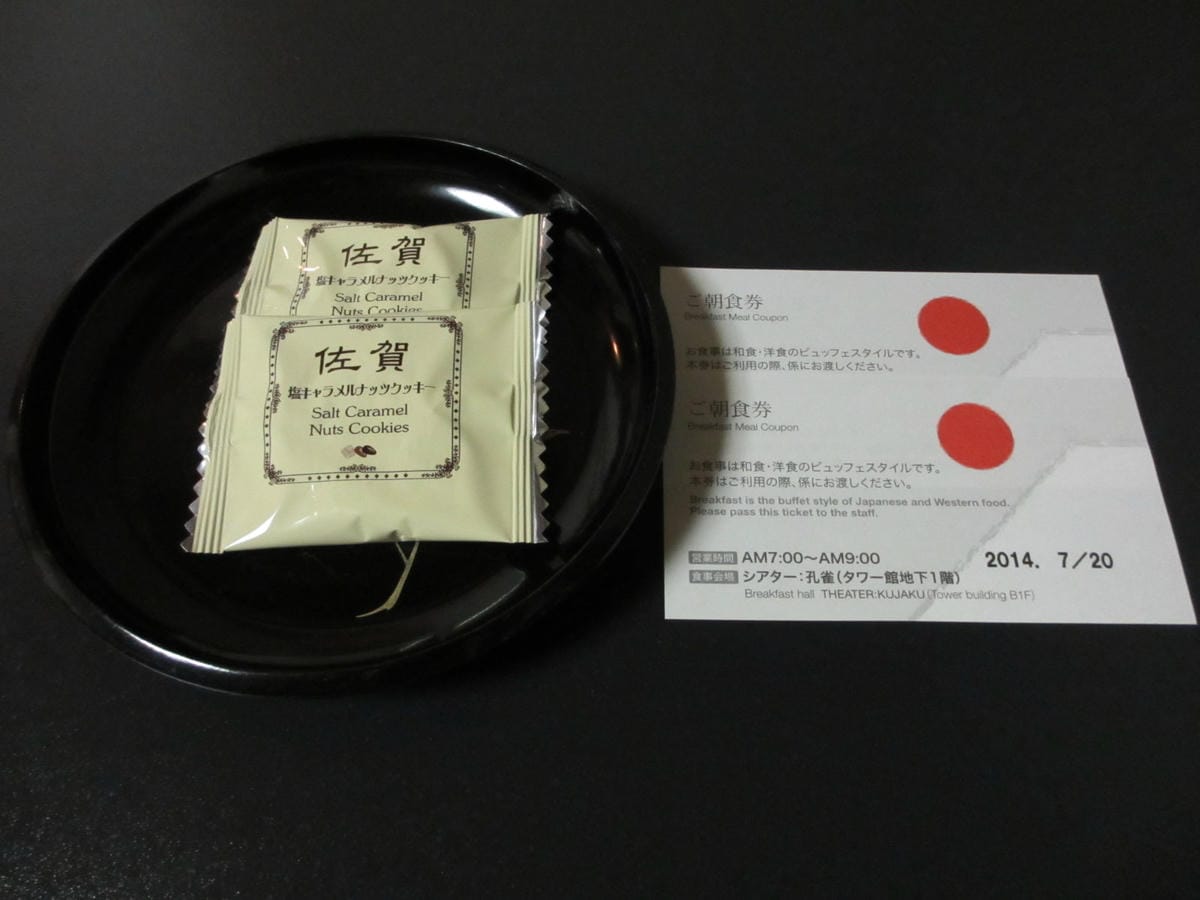 佐賀
塩キャラメルナッツクッキー
Salt Caramel
Nuts Cookies
佐賀
塩キャラメルナッツクッキー
Salt Caramel
Nuts Cookies
ご朝食券
Breakfast Meal Coupon
お食事は和食・洋食のビュッフェスタイルです。
本券はご利用の際、係にお渡しください。
ご朝食券
Breakfast Meal Coupon
お食事は和食・洋食のビュッフェスタイルです。
本券はご利用の際、係にお渡しください。
Breakfast is the buffet style of Japanese and Western food.
Please pass this ticket to the staff.
営業時間 AM7:00～AM9:00 2014. 7/20
食事会場 シアター:孔雀(タワー館地下1階)
Breakfast hall THEATER:KUJAKU(Tower building B1F)